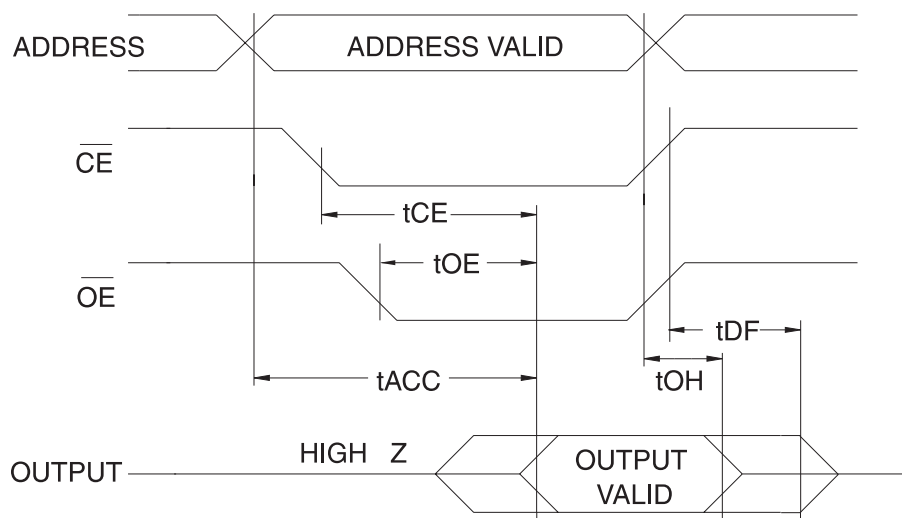 ADDRESS
ADDRESS VALID
CE
tCE
tOE
OE
tDF
tACC
tOH
HIGH Z
OUTPUT
OUTPUT
VALID